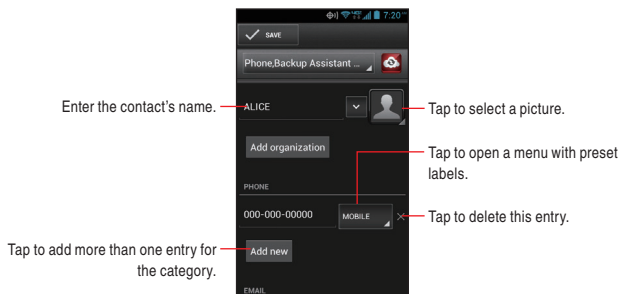 7:20
SAVE
Phone,Backup Assistant ...
Enter the contact's name.
ALICE
Tap to select a picture.
Add organization
Tap to open a menu with preset
labels.
PHONE
000-000-00000
MOBILE
Tap to delete this entry.
Tap to add more than one entry for
the category.
Add new
EMAIL